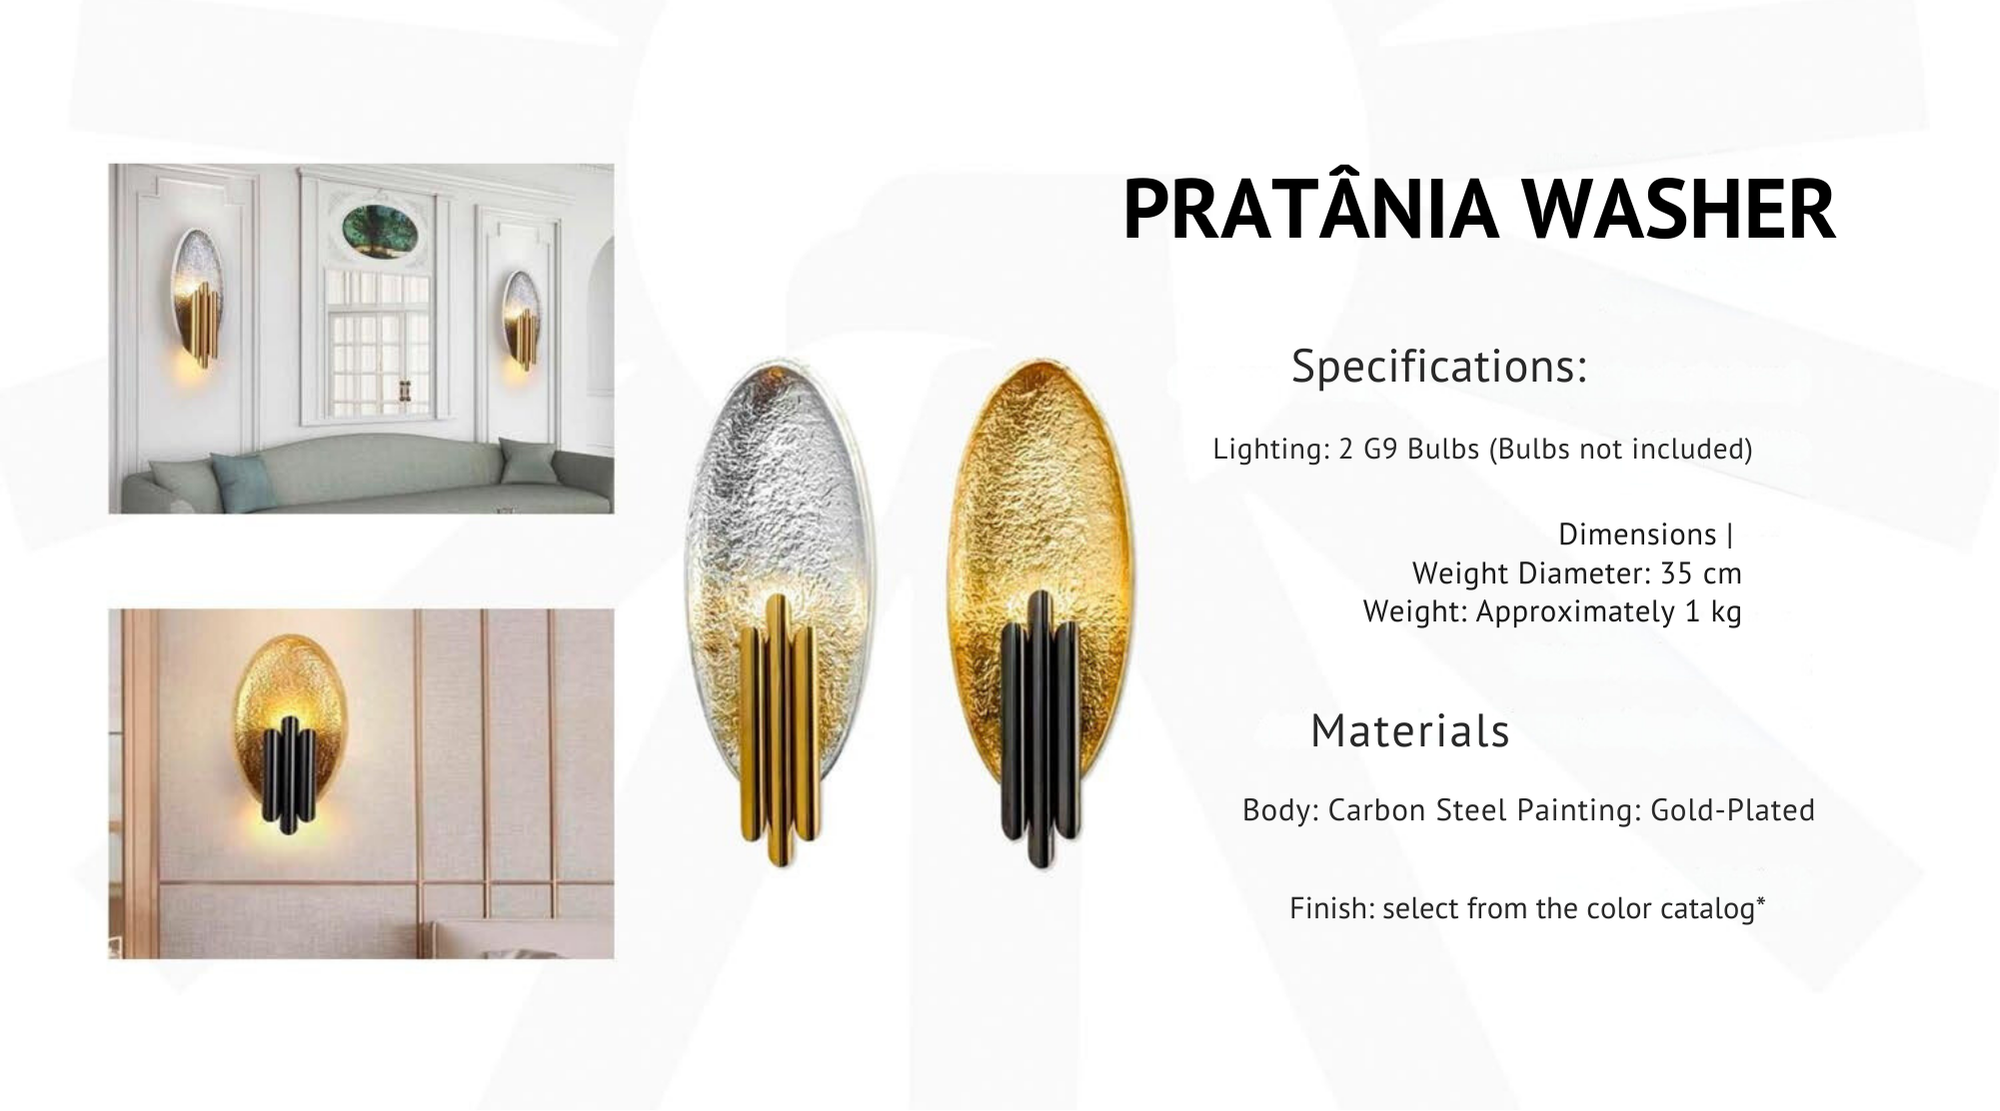 PRATÂNIA WASHER
Specifications:
Lighting: 2 G9 Bulbs (Bulbs not included)
Dimensions |
Weight Diameter: 35 cm
Weight: Approximately 1 kg
Materials
Body: Carbon Steel Painting: Gold-Plated
Finish: select from the color catalog*